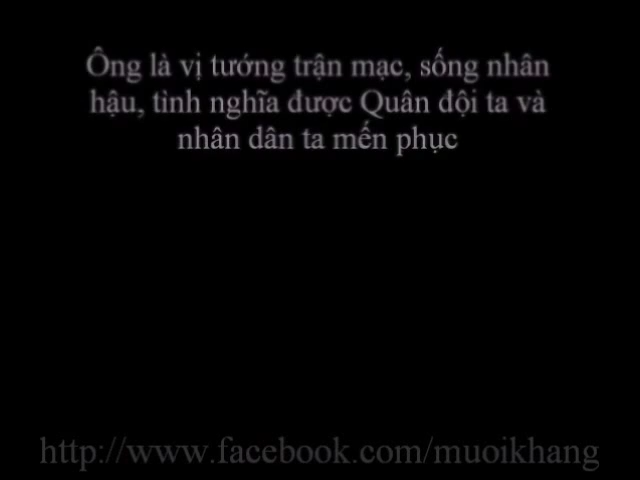 Ông là vị tướng trận mạc, sống nhân
hậu, tình nghĩa được Quân đội ta và
nhân dân ta mến phục
http://www.facebook.com/muoikhang